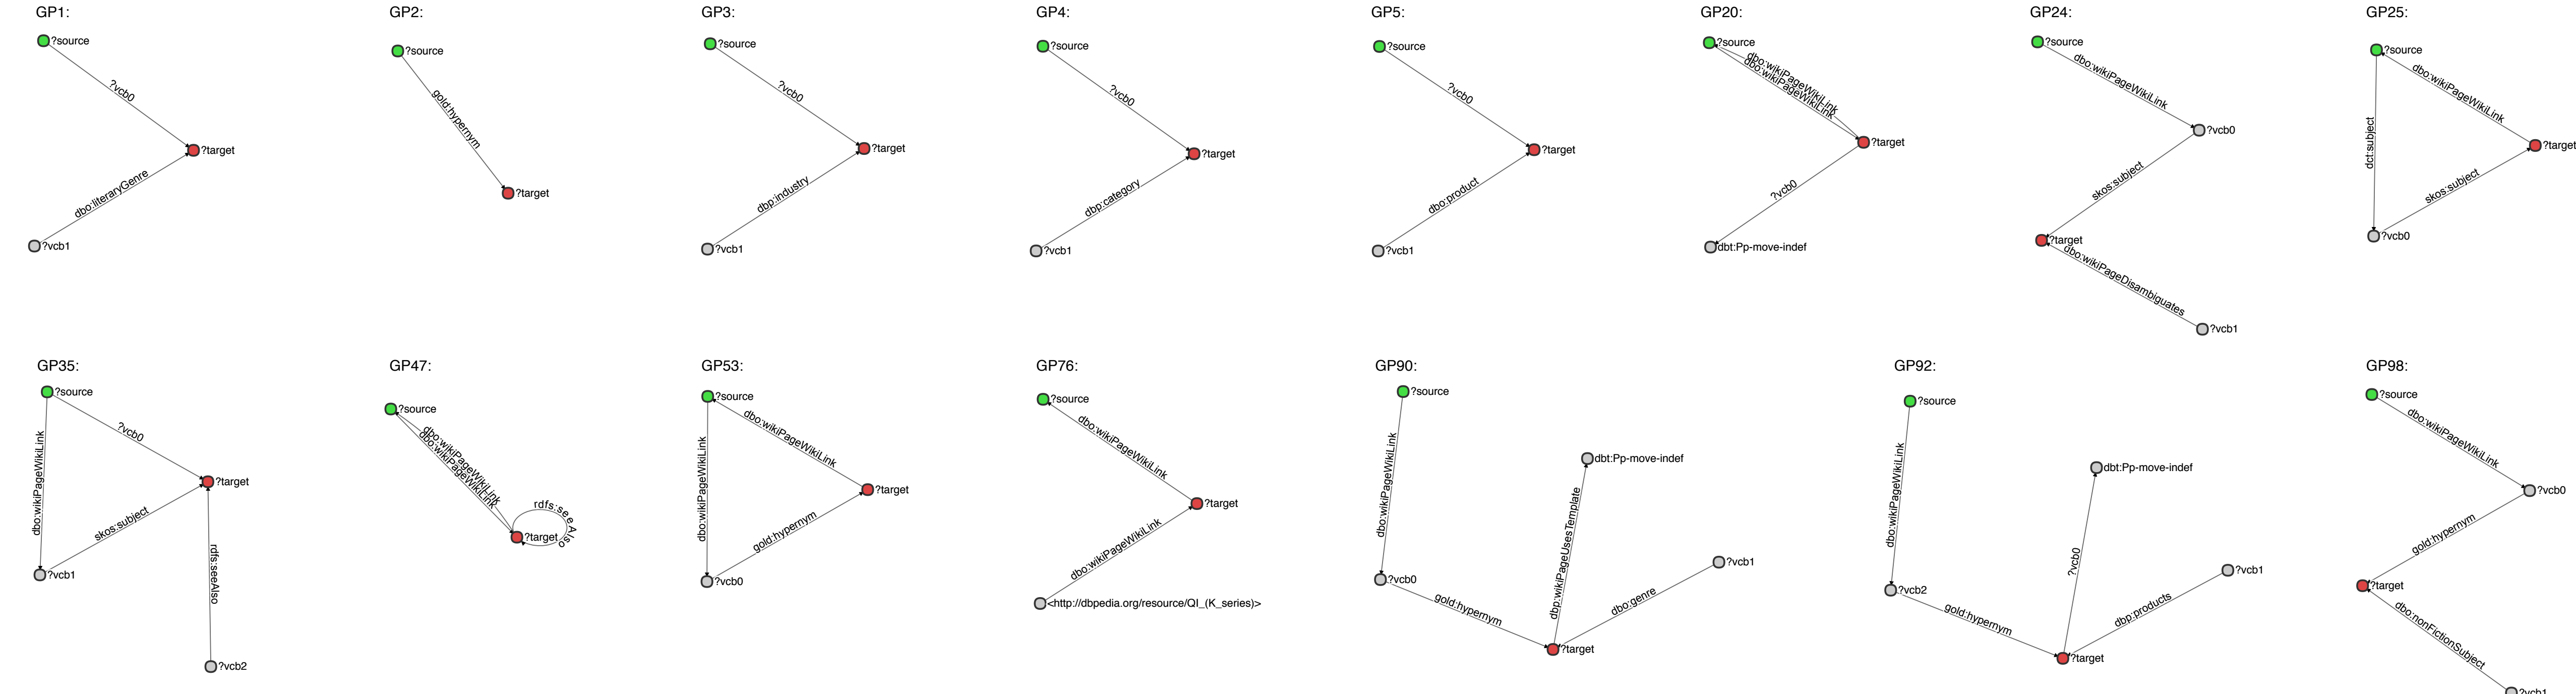 GP1:
?source
?vcb0
?target
dbo:literaryGenre
?vcb1
GP2:
?source
gold:hypernym
?target
GP3:
?source
?vcb0
?target
dbp:industry
?vcb1
GP4:
?source
?vcb0
?target
dbp:category
?vcb1
GP5:
?source
?vcb0
?target
dbo:product
?vcb1
GP20:
?source
dbo:wikiPageWikiLink
dbo:wikiPageWikiLink
?target
?vcb0
dbt:Pp-move-indef
GP24:
?source
dbo:wikiPageWikiLink
?vcb0
skos:subject
?target
dbo:wikiPageDisambiguates
?vcb1
GP25:
?source
dbo:wikiPageWikiLink
dct:subject
?target
skos:subject
?vcb0
GP35:
?source
?vcb0
dbo:wikiPageWikiLink
?target
skos:subject
?vcb1
rdfs:seeAlso
?vcb2
GP47:
?source
dbo:wikiPageWikiLink
dbo:wikiPageWikiLink
rdfs:seeAlso
?target
GP53:
?source
dbo:wikiPageWikiLink
dbo:wikiPageWikiLink
?target
gold:hypernym
?vcb0
GP76:
?source
dbo:wikiPageWikiLink
?target
dbo:wikiPageWikiLink
<http://dbpedia.org/resource/QI_(K_series)>
GP90:
?source
dbo:wikiPageWikiLink
dbt:Pp-move-indef
dbp:wikiPageUsesTemplate
?vcb1
?vcb0
gold:hypernym
dbo:genre
?target
GP92:
?source
dbo:wikiPageWikiLink
dbt:Pp-move-indef
?vcb0
?vcb1
?vcb2
gold:hypernym
dbp:products
?target
GP98:
?source
dbo:wikiPageWikiLink
?vcb0
gold:hypernym
?target
dbo:nonFictionSubject
?vcb1